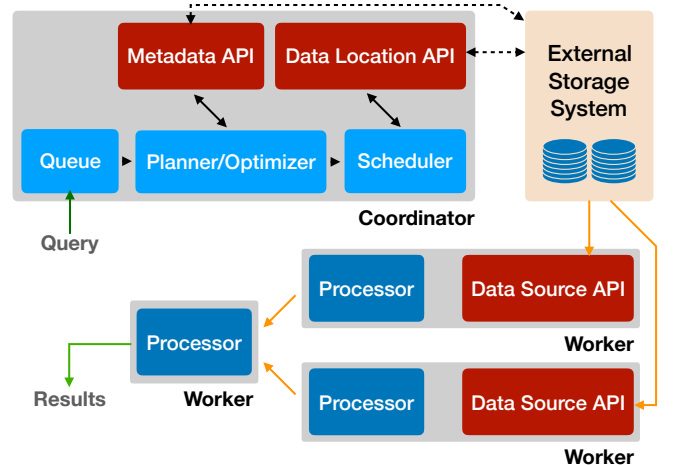 Metadata API
Data Location API
External
Storage
System
Queue
Planner/Optimizer
Scheduler
Coordinator
Query
Processor
Data Source API
Worker
Processor
Worker
Results
Processor
Data Source API
Worker